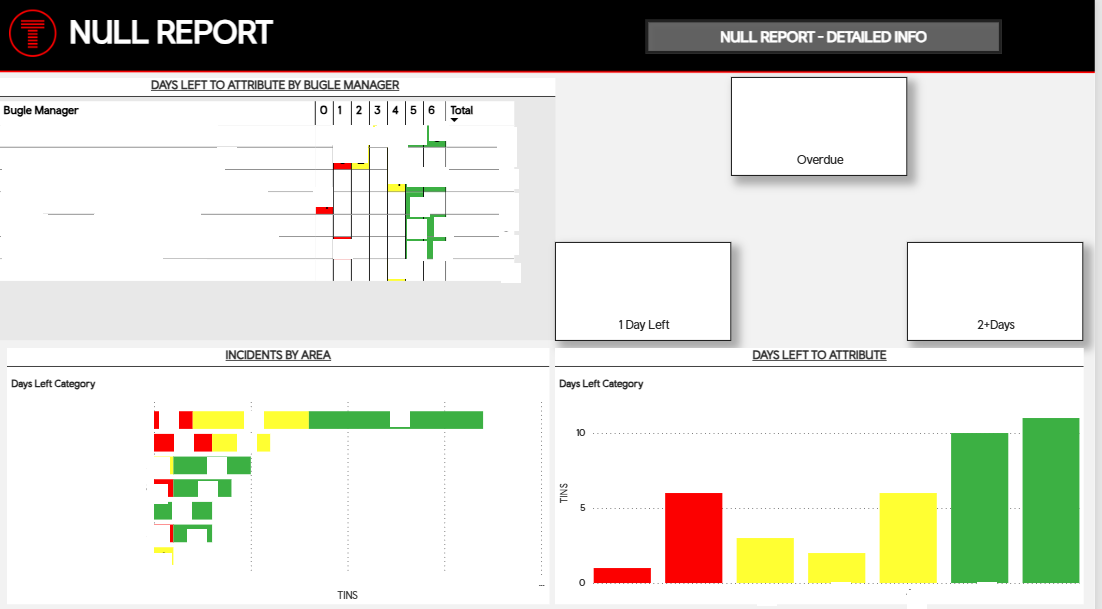 NULL REPORT
NULL REPORT - DETAILED INFO
DAYS LEFT TO ATTRIBUTE BY BUGLE MANAGER
Bugle Manager 0 1 2 3 4 5 6 Total
Overdue
1 Day Left
2+Days
INCIDENTS BY AREA
Days Left Category
TINS
DAYS LEFT TO ATTRIBUTE
Days Left Category
10
5
0
TINS